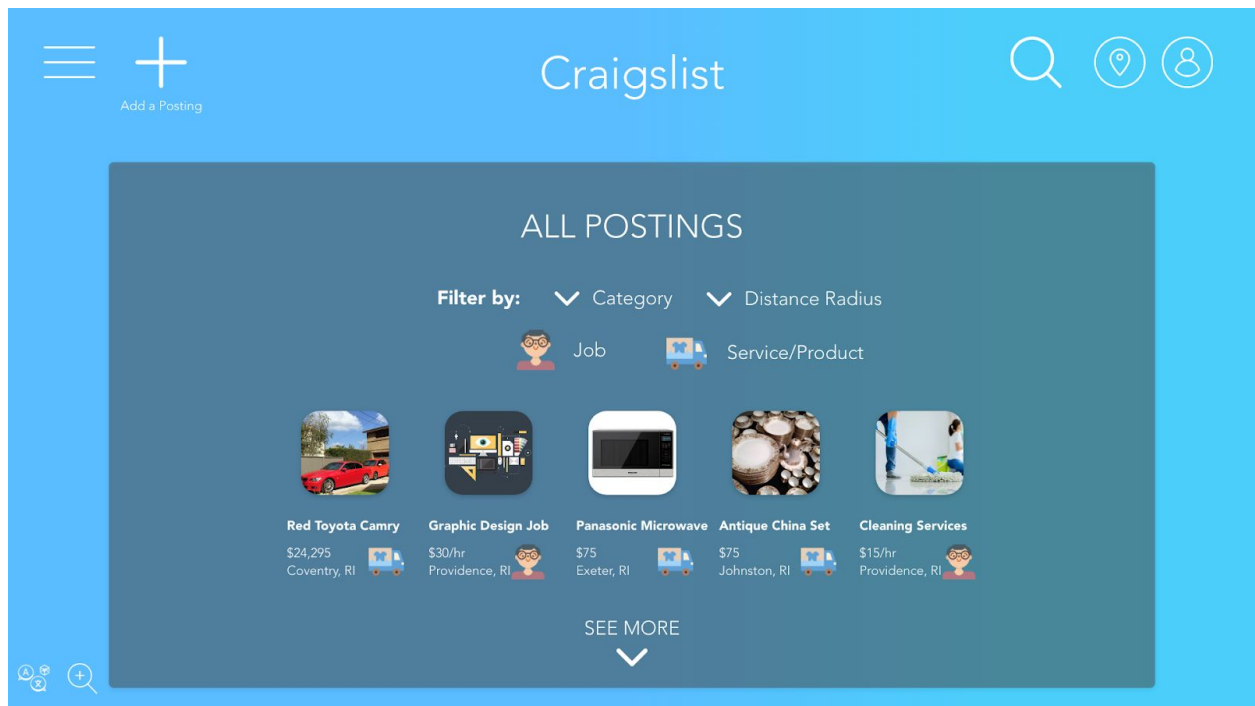 Add a Posting
Craigslist
ALL POSTINGS
Filter by:
Category
Distance Radius
Job
Service/Product
Red Toyota Camry
$24,295
Coventry, RI
Graphic Design Job
$30/hr
Providence, RI
Panasonic Microwave
$75
Exeter, RI
Antique China Set
$75
Johnston, RI
Cleaning Services
$15/hr
Providence, RI
SEE MORE
A
文